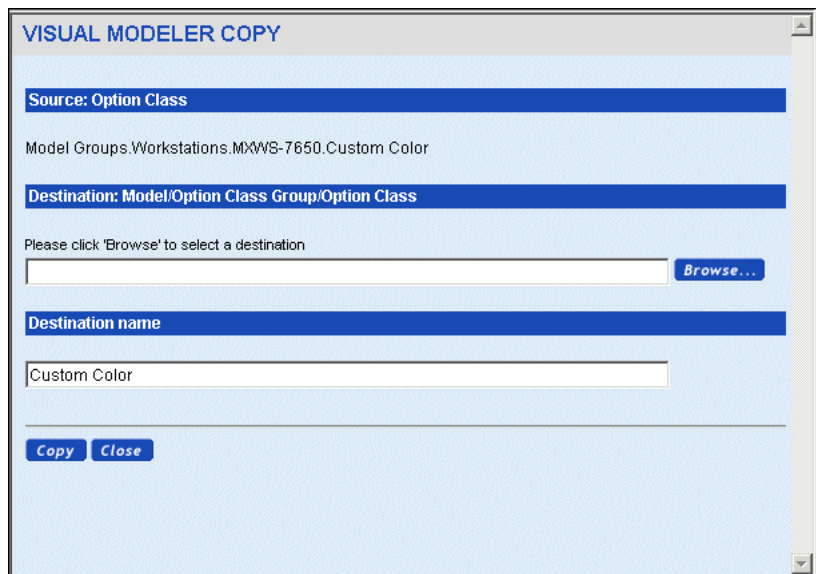 VISUAL MODELER COPY
Source: Option Class
Model Groups.Workstations.MXWS-7650.Custom Color
Destination: Model/Option Class Group/Option Class
Please click 'Browse' to select a destination
Browse...
Destination name
Custom Color
Copy Close